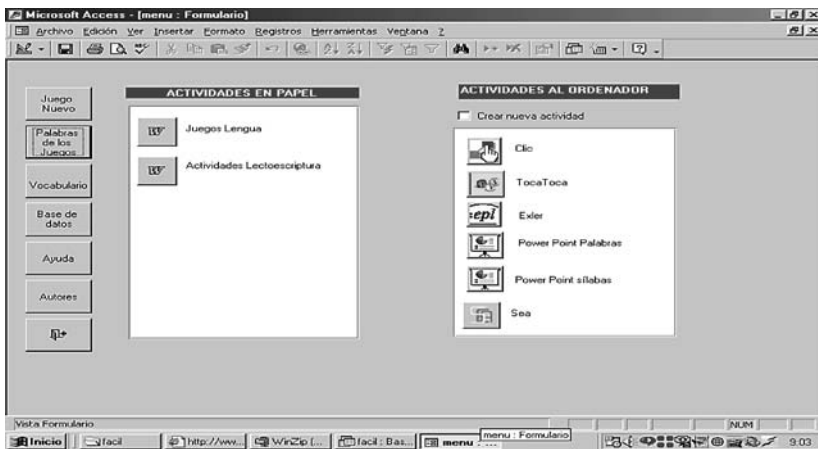 Microsoft Access - [menu : Formulario]
Archivo Edición Ver Insertar Formato Registros Herramientas Ventana ?
Juego
Nuevo
Palabras
de los
Juegos
Vocabulario
Base de
datos
Ayuda
Autores
ACTIVIDADES EN PAPEL
Juegos Lengua
Actividades Lectoescriptura
ACTIVIDADES AL ORDENADOR
Crear nueva actividad
Clic
TocaToca
epl
Exler
Power Point Palabras
Power Point sílabas
Sea
Vista Formulario
NUM
Inicio
facil
http://www...
WinZip (...
facil : Bas...
menu : ...
menu : Formulario
9:03